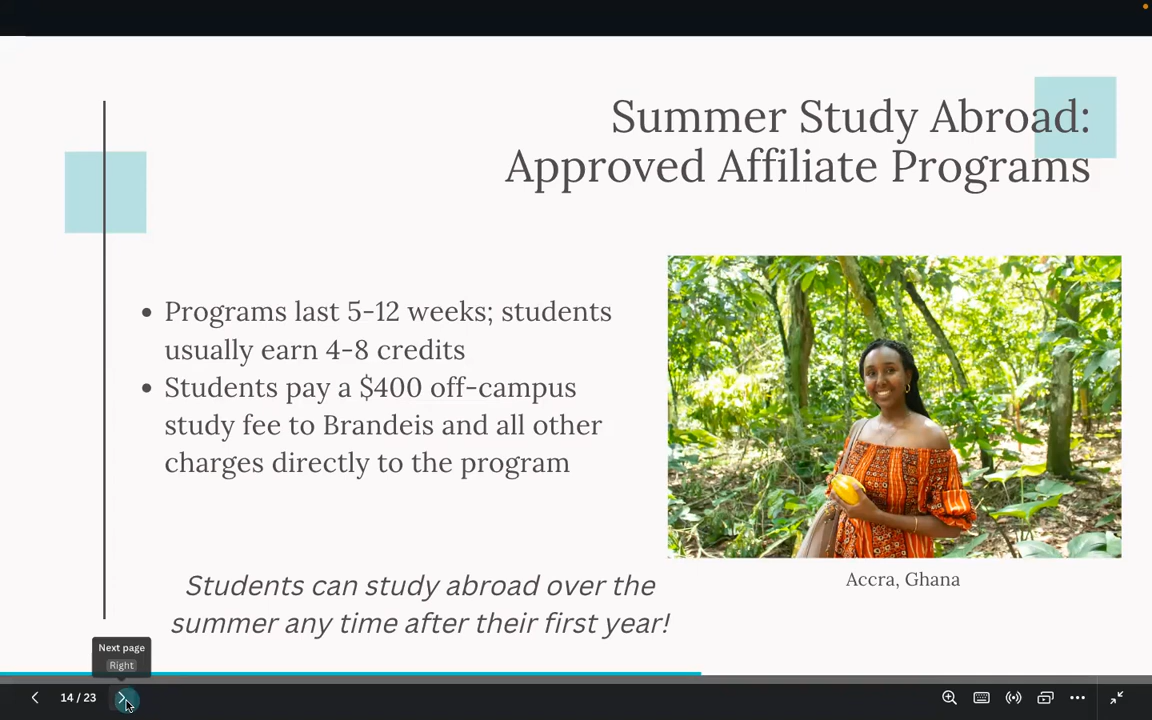 Summer Study Abroad:
Approved Affiliate Programs
• Programs last 5-12 weeks; students
usually earn 4-8 credits
• Students pay a $400 off-campus
study fee to Brandeis and all other
charges directly to the program
Accra, Ghana
Students can study abroad over the
summer any time after their first year!
Next page
Right
14 / 23